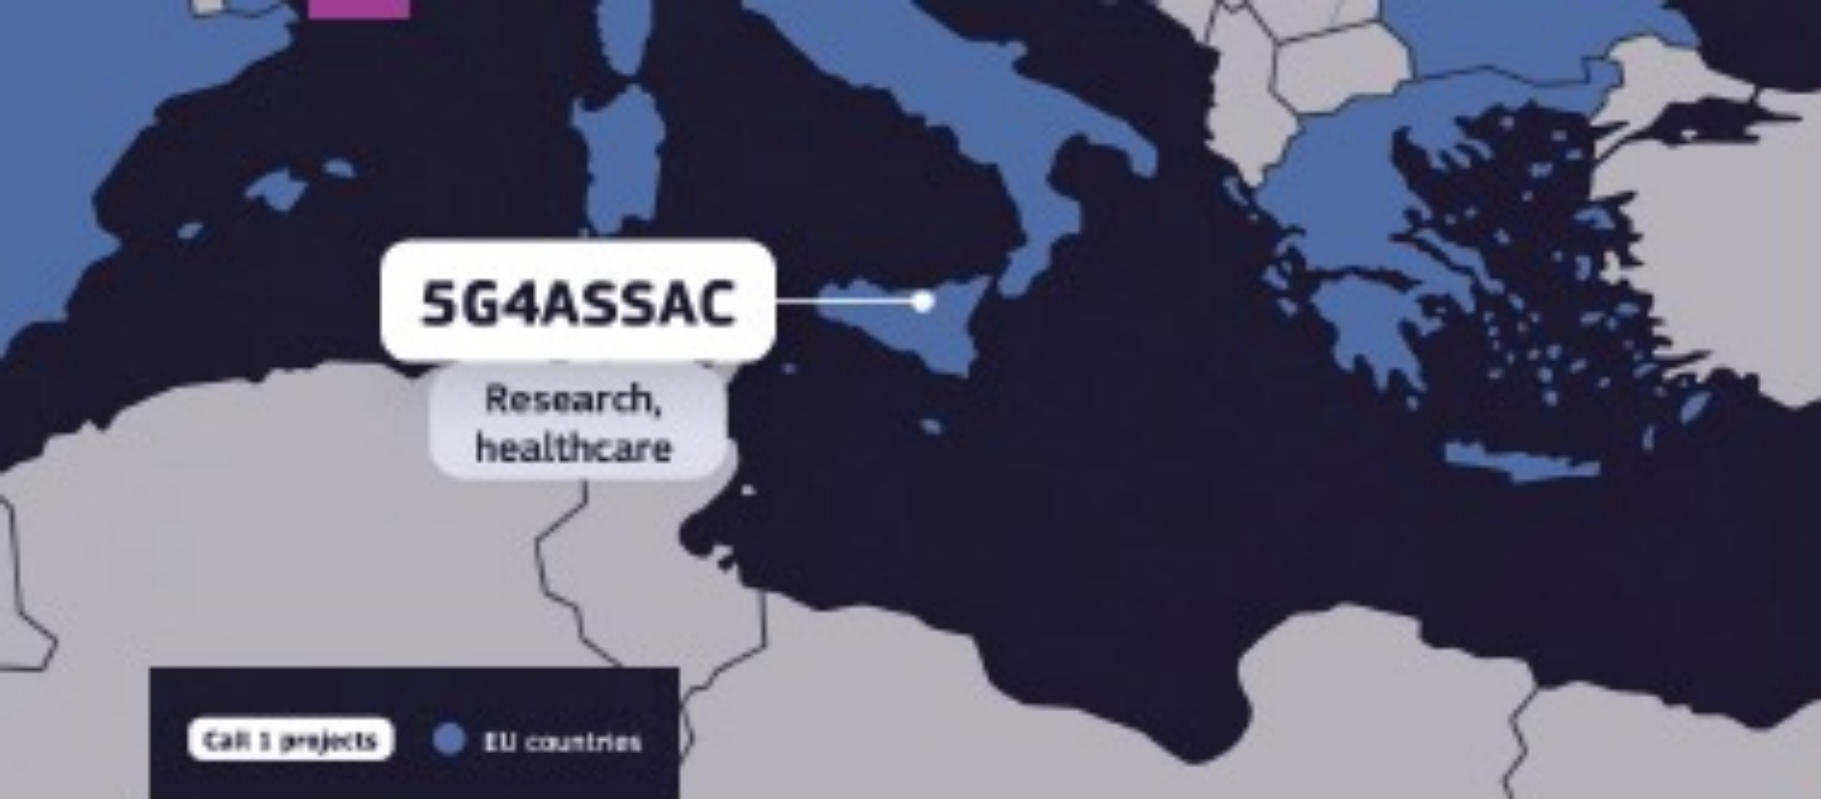 5G4ASSAC
Research,
healthcare
Call 1 projects
EU countries